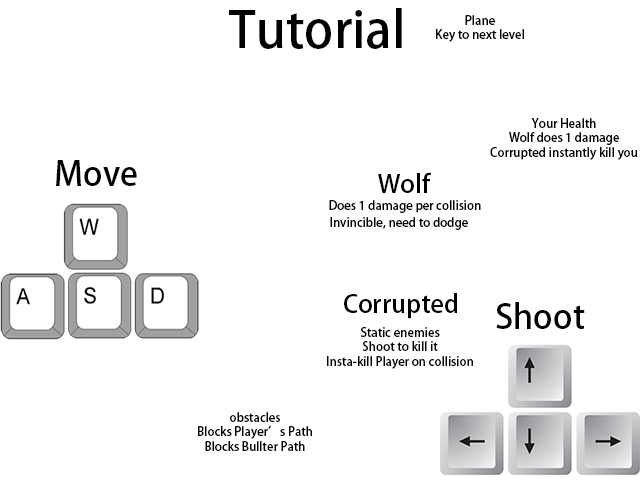 Tutorial
Plane
Key to next level
Your Health
Wolf does 1 damage
Corrupted instantly kill you
Move
W
A
S
D
Wolf
Does 1 damage per collision
Invincible, need to dodge
Corrupted
Static enemies
Shoot to kill it
Insta-kill Player on collision
Shoot
↑
← ↓ →
obstacles
Blocks Player’s Path
Blocks Bullter Path